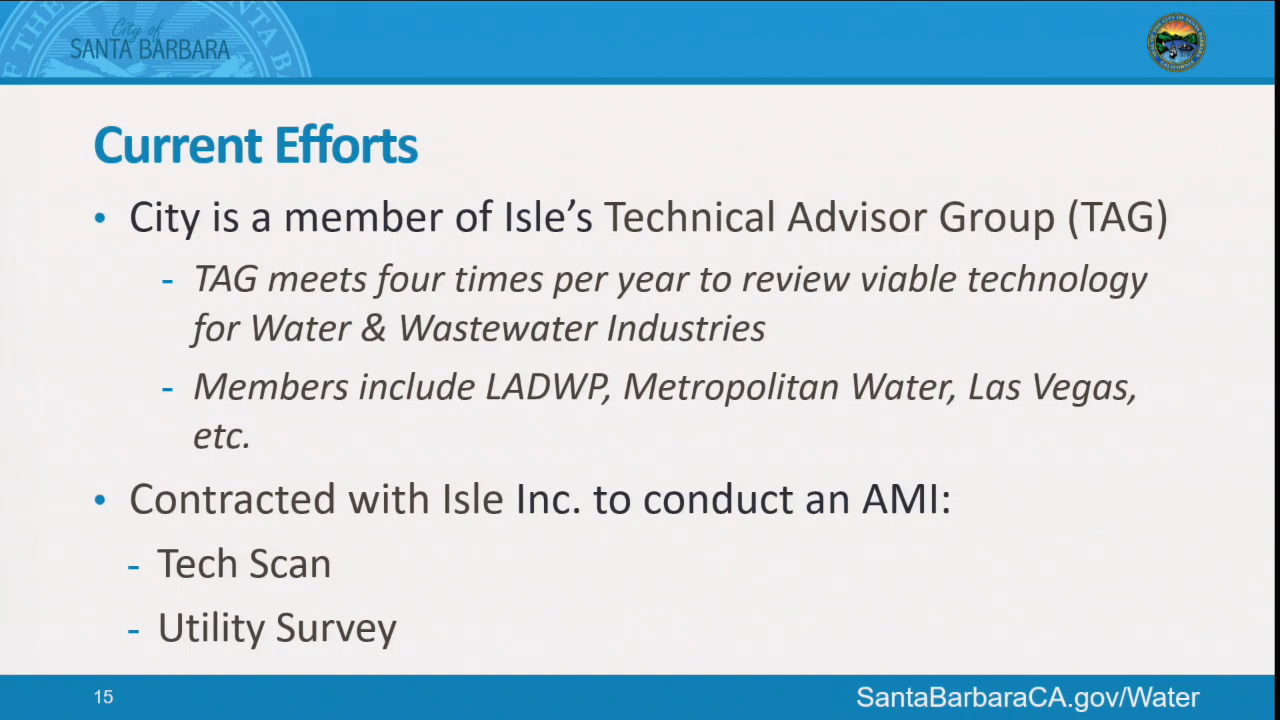 City of
SANTA BARBARA
Current Efforts
• City is a member of Isle’s Technical Advisor Group (TAG)
- TAG meets four times per year to review viable technology
for Water & Wastewater Industries
- Members include LADWP, Metropolitan Water, Las Vegas,
etc.
• Contracted with Isle Inc. to conduct an AMI:
- Tech Scan
- Utility Survey
15
SantaBarbaraCA.gov/Water